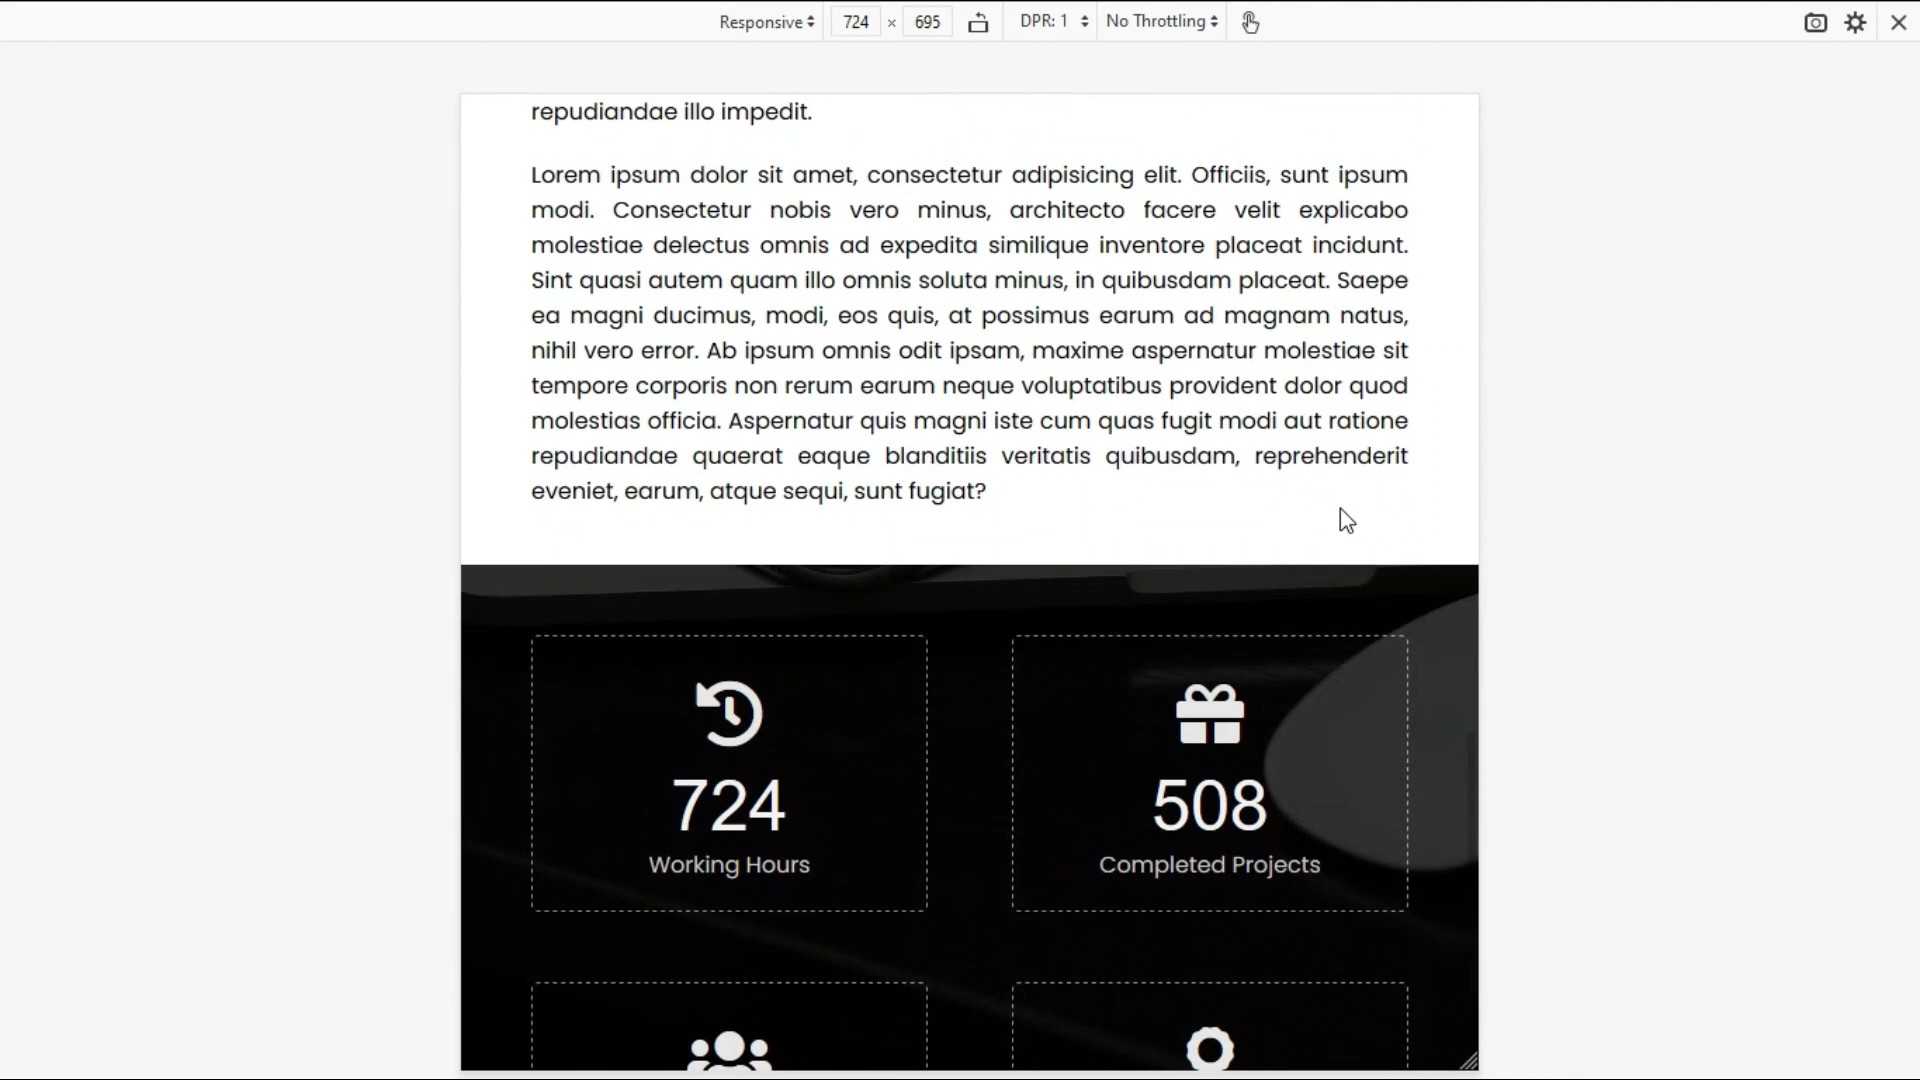 Responsive 724 × 695 DPR: 1 No Throttling
repudiandae illo impedit.
Lorem ipsum dolor sit amet, consectetur adipisicing elit. Officiis, sunt ipsum
modi. Consectetur nobis vero minus, architecto facere velit explicabo
molestiae delectus omnis ad expedita similique inventore placeat incidunt.
Sint quasi autem quam illo omnis soluta minus, in quibusdam placeat. Saepe
ea magni ducimus, modi, eos quis, at possimus earum ad magnam natus,
nihil vero error. Ab ipsum omnis odit ipsam, maxime aspernatur molestiae sit
tempore corporis non rerum earum neque voluptatibus provident dolor quod
molestias officia. Aspernatur quis magni iste cum quas fugit modi aut ratione
repudiandae quaerat eaque blanditiis veritatis quibusdam, reprehenderit
eveniet, earum, atque sequi, sunt fugiat?
724
Working Hours
508
Completed Projects